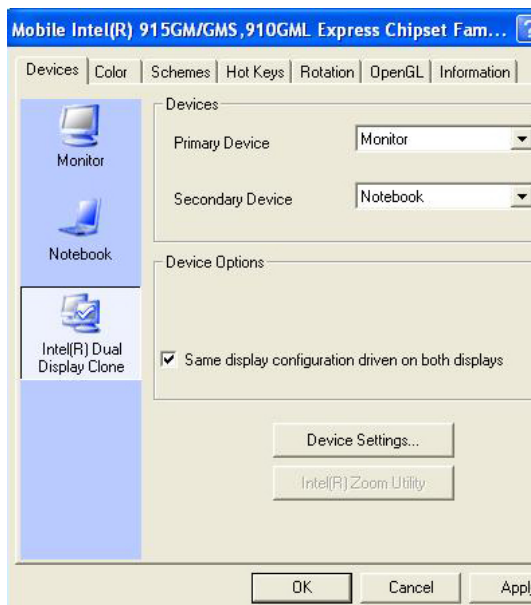 Mobile Intel(R) 915GM/GMS,910GML Express Chipset Fam... ?
Devices Color Schemes Hot Keys Rotation OpenGL Information
Devices
Monitor
Primary Device Monitor
Notebook
Secondary Device Notebook
Device Options
Intel(R) Dual
Display Clone
Same display configuration driven on both displays
Device Settings...
Intel(R) Zoom Utility
OK Cancel Appl